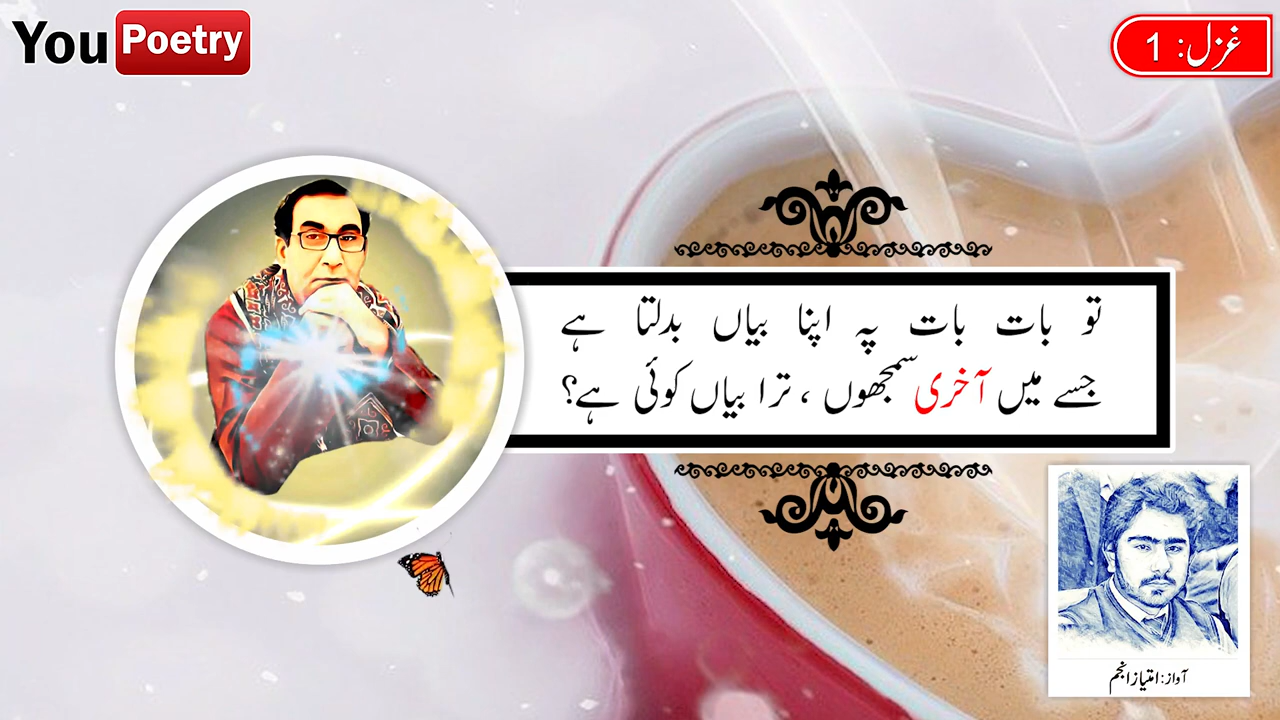 You Poetry
غزل: 1
تو بات بات پہ اپنا بیاں بدلتا ہے
جسے میں آخری سمجھوں ، ترا بیاں کوئی ہے؟
آواز: امتیاز انجم